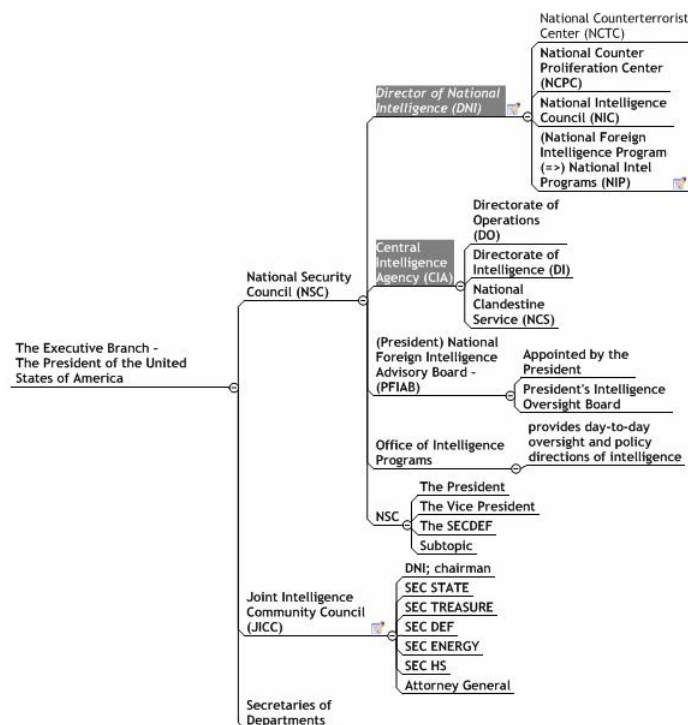 National Counterterrorist
Center (NCTC)
National Counter
Proliferation Center
(NCPC)
Director of National
Intelligence (DNI)
National Intelligence
Council (NIC)
(National Foreign
Intelligence Program
(=>) National Intel
Programs (NIP)
Directorate of
Operations
(DO)
Central
Intelligence
Agency (CIA)
Directorate of
Intelligence (DI)
National
Clandestine
Service (NCS)
National Security
Council (NSC)
The Executive Branch -
The President of the United
States of America
(President) National
Foreign Intelligence
Advisory Board -
(PFIAB)
Appointed by the
President
President's Intelligence
Oversight Board
Office of Intelligence
Programs
provides day-to-day
oversight and policy
directions of intelligence
NSC
The President
The Vice President
The SECDEF
Subtopic
Joint Intelligence
Community Council
(JICC)
DNI; chairman
SEC STATE
SEC TREASURE
SEC DEF
SEC ENERGY
SEC HS
Attorney General
Secretaries of
Departments